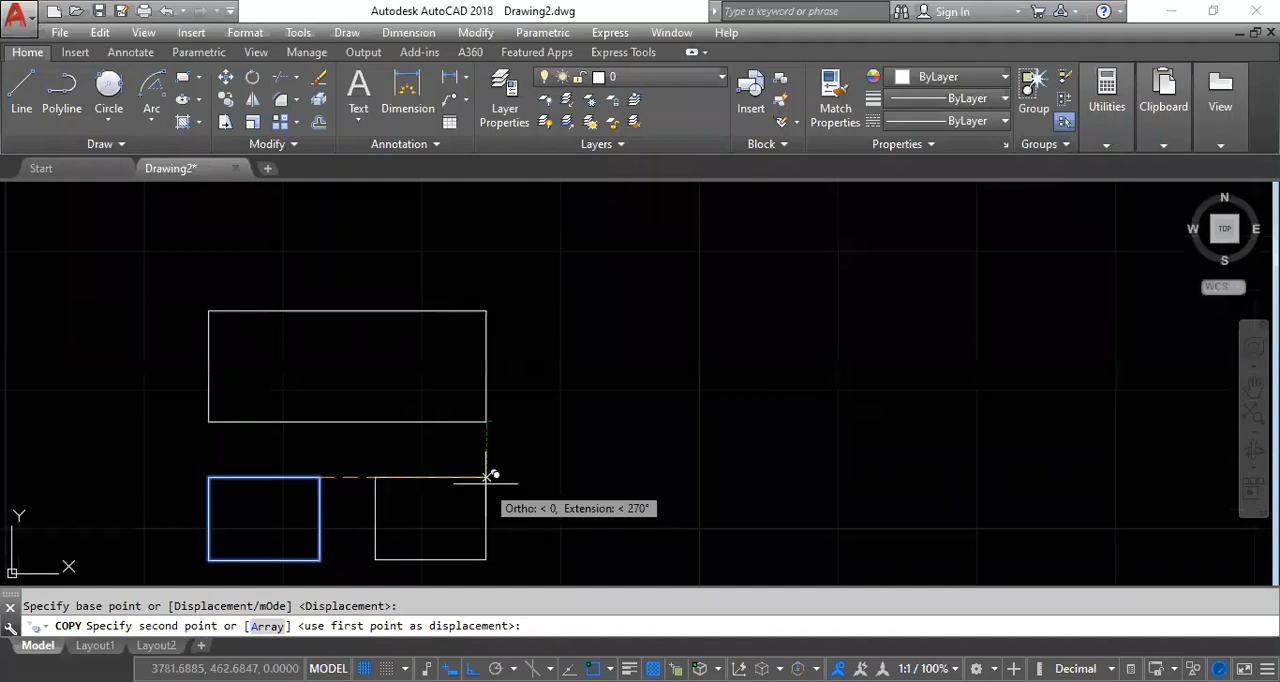 Autodesk AutoCAD 2018 Drawing2.dwg
Type a keyword or phrase
Sign In
File Edit View Insert Format Tools Draw Dimension Modify Parametric Express Window Help
Home Insert Annotate Parametric View Manage Output Add-ins A360 Featured Apps Express Tools
0
ByLayer
ByLayer
ByLayer
Line Polyline Circle Arc Text Dimension Layer Properties Insert Match Properties Group Utilities Clipboard View
Draw Modify Annotation Layers Block Properties Groups
Start Drawing2*
N
W TOP E
S
WCS
Ortho: < 0, Extension: < 270°
Y
X
Specify base point or [Displacement/mOde] <Displacement>:
COPY Specify second point or [Array] <use first point as displacement>:
Model Layout1 Layout2 +
3781.6885, 462.6847, 0.0000 MODEL 1:1 / 100% Decimal